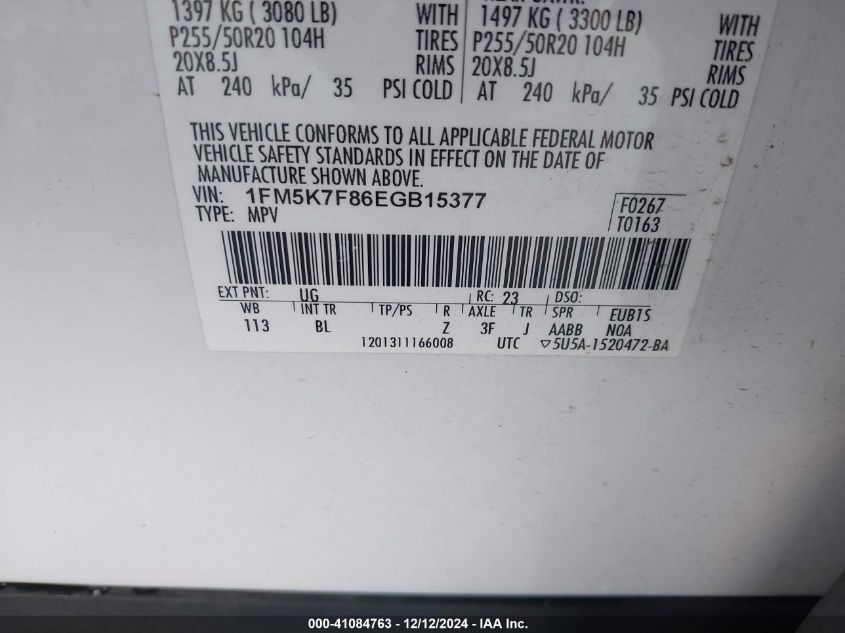 1397 KG ( 3080 LB) WITH 1497 KG ( 3300 LB) WITH
P255/50R20 104H TIRES P255/50R20 104H TIRES
20X8.5J RIMS 20X8.5J RIMS
AT 240 kPa/ 35 PSI COLD AT 240 kPa/ 35 PSI COLD
THIS VEHICLE CONFORMS TO ALL APPLICABLE FEDERAL MOTOR
VEHICLE SAFETY STANDARDS IN EFFECT ON THE DATE OF
MANUFACTURE SHOWN ABOVE.
VIN: 1FM5K7F86EGB15377 F0267
TYPE: MPV T0163
EXT PNT: UG RC: 23 DSO:
WB INT TR TP/PS R AXLE TR SPR EUB1S
113 BL Z 3F J AABB NOA
1201311166008 UTC ▽5U5A-1520472-BA
000-41084763 - 12/12/2024 - IAA Inc.